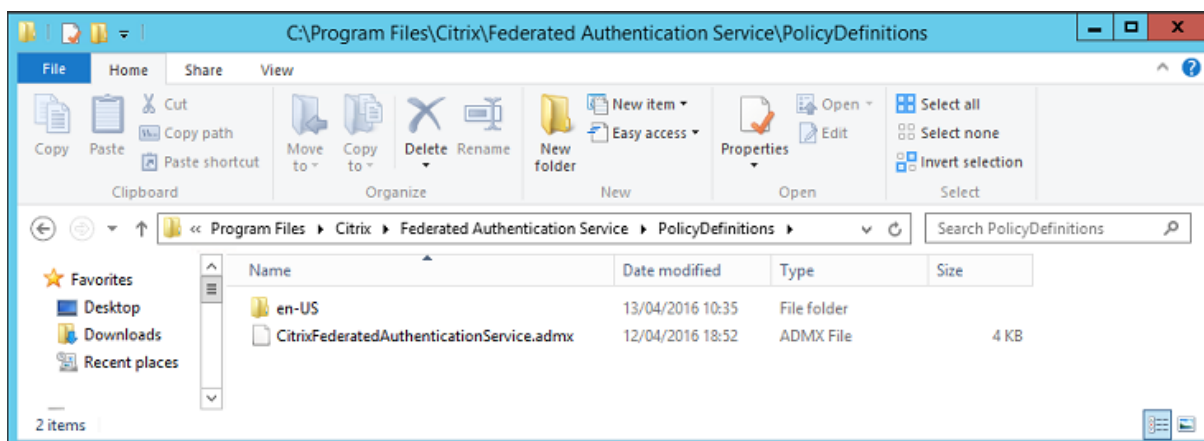 C:\Program Files\Citrix\Federated Authentication Service\PolicyDefinitions
File Home Share View
Copy
Paste
Cut
Copy path
Paste shortcut
Clipboard
Move to
Copy to
Delete
Rename
Organize
New folder
New item
Easy access
New
Properties
Open
Edit
Open
Select all
Select none
Invert selection
Select
« Program Files Citrix Federated Authentication Service PolicyDefinitions
Search PolicyDefinitions
Favorites
Desktop
Downloads
Recent places
Name Date modified Type Size
en-US 13/04/2016 10:35 File folder
CitrixFederatedAuthenticationService.admx 12/04/2016 18:52 ADMX File 4 KB
2 items